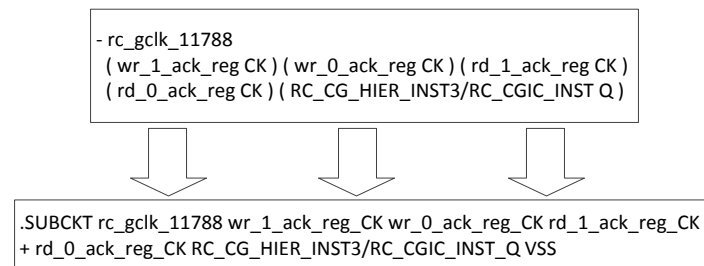 - rc_gclk_11788
( wr_1_ack_reg CK ) ( wr_0_ack_reg CK ) ( rd_1_ack_reg CK )
( rd_0_ack_reg CK ) ( RC_CG_HIER_INST3/RC_CGIC_INST Q )
.SUBCKT rc_gclk_11788 wr_1_ack_reg_CK wr_0_ack_reg_CK rd_1_ack_reg_CK
+ rd_0_ack_reg_CK RC_CG_HIER_INST3/RC_CGIC_INST_Q VSS